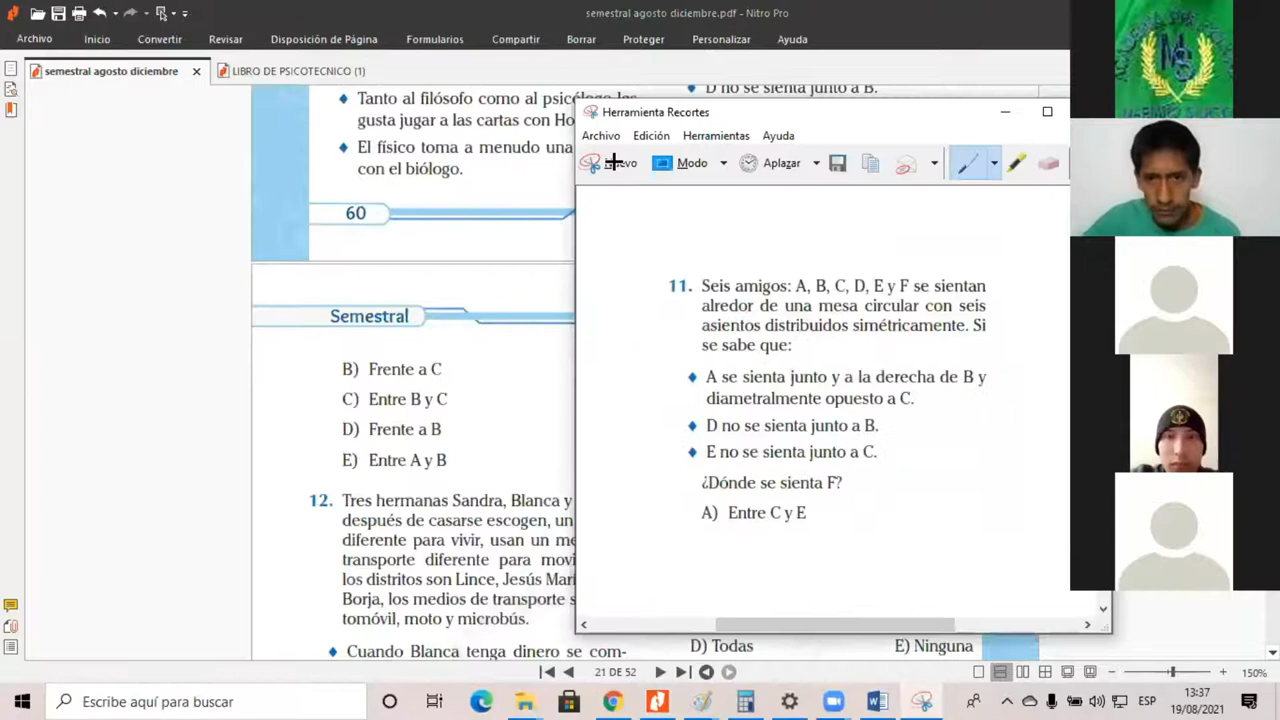 semestral agosto diciembre.pdf - Nitro Pro
Archivo Inicio Convertir Revisar Disposición de Página Formularios Compartir Borrar Proteger Personalizar Ayuda
semestral agosto diciembre
LIBRO DE PSICOTECNICO (1)
Tanto al filósofo como al psicólogo las
gusta jugar a las cartas con Ho
El físico toma a menudo una
con el biólogo.
60
Semestral
B) Frente a C
C) Entre B y C
D) Frente a B
E) Entre A y B
12. Tres hermanas Sandra, Blanca y
después de casarse escogen, un
diferente para vivir, usan un me
transporte diferente para movi
los distritos son Lince, Jesús Marí
Borja, los medios de transporte s
tomóvil, moto y microbús.
Cuando Blanca tenga dinero se com-
D no se sienta junto a B.
Herramienta Recortes
Archivo Edición Herramientas Ayuda
Modo Aplazar
11. Seis amigos: A, B, C, D, E y F se sientan
alredor de una mesa circular con seis
asientos distribuidos simétricamente. Si
se sabe que:
A se sienta junto y a la derecha de B y
diametralmente opuesto a C.
D no se sienta junto a B.
E no se sienta junto a C.
¿Dónde se sienta F?
A) Entre C y E
D) Todas E) Ninguna
21 DE 52
150%
Escribe aquí para buscar
ESP
13:37
19/08/2021